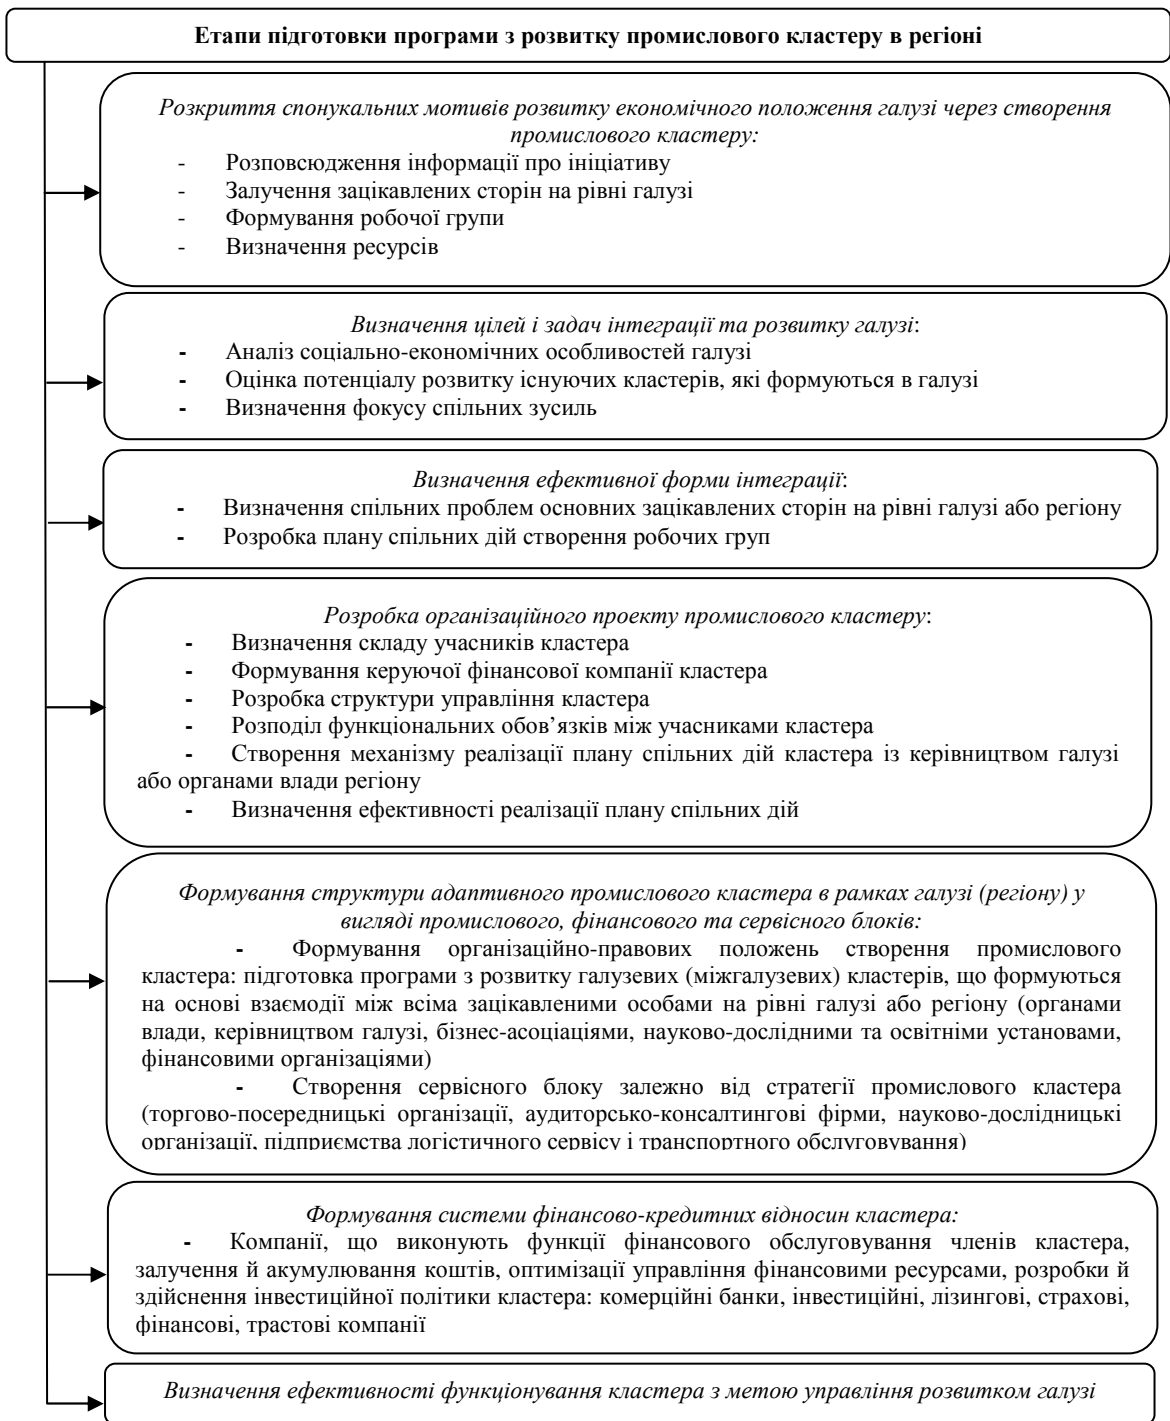 Етапи підготовки програми з розвитку промислового кластеру в регіоні
Розкриття спонукальних мотивів розвитку економічного положення галузі через створення
промислового кластеру:
- Розповсюдження інформації про ініціативу
- Залучення зацікавлених сторін на рівні галузі
- Формування робочої групи
- Визначення ресурсів
Визначення цілей і задач інтеграції та розвитку галузі:
- Аналіз соціально-економічних особливостей галузі
- Оцінка потенціалу розвитку існуючих кластерів, які формуються в галузі
- Визначення фокусу спільних зусиль
Визначення ефективної форми інтеграції:
- Визначення спільних проблем основних зацікавлених сторін на рівні галузі або регіону
- Розробка плану спільних дій створення робочих груп
Розробка організаційного проекту промислового кластеру:
- Визначення складу учасників кластера
- Формування керуючої фінансової компанії кластера
- Розробка структури управління кластера
- Розподіл функціональних обов’язків між учасниками кластера
- Створення механізму реалізації плану спільних дій кластера із керівництвом галузі
або органами влади регіону
- Визначення ефективності реалізації плану спільних дій
Формування структури адаптивного промислового кластера в рамках галузі (регіону) у
вигляді промислового, фінансового та сервісного блоків:
- Формування організаційно-правових положень створення промислового
кластера: підготовка програми з розвитку галузевих (міжгалузевих) кластерів, що формуються
на основі взаємодії між всіма зацікавленими особами на рівні галузі або регіону (органами
влади, керівництвом галузі, бізнес-асоціаціями, науково-дослідними та освітніми установами,
фінансовими організаціями)
- Створення сервісного блоку залежно від стратегії промислового кластера
(торгово-посередницькі організації, аудиторсько-консалтингові фірми, науково-дослідницькі
організації, підприємства логістичного сервісу і транспортного обслуговування)
Формування системи фінансово-кредитних відносин кластера:
- Компанії, що виконують функції фінансового обслуговування членів кластера,
залучення й акумулювання коштів, оптимізації управління фінансовими ресурсами, розробки й
здійснення інвестиційної політики кластера: комерційні банки, інвестиційні, лізингові, страхові,
фінансові, трастові компанії
Визначення ефективності функціонування кластера з метою управління розвитком галузі